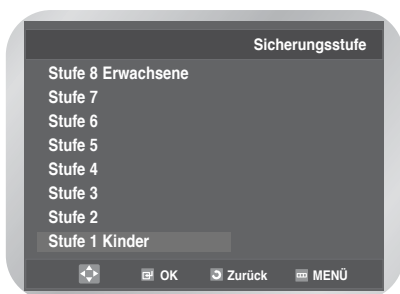 Sicherungsstufe
Stufe 8 Erwachsene
Stufe 7
Stufe 6
Stufe 5
Stufe 4
Stufe 3
Stufe 2
Stufe 1 Kinder
OK Zurück MENÜ